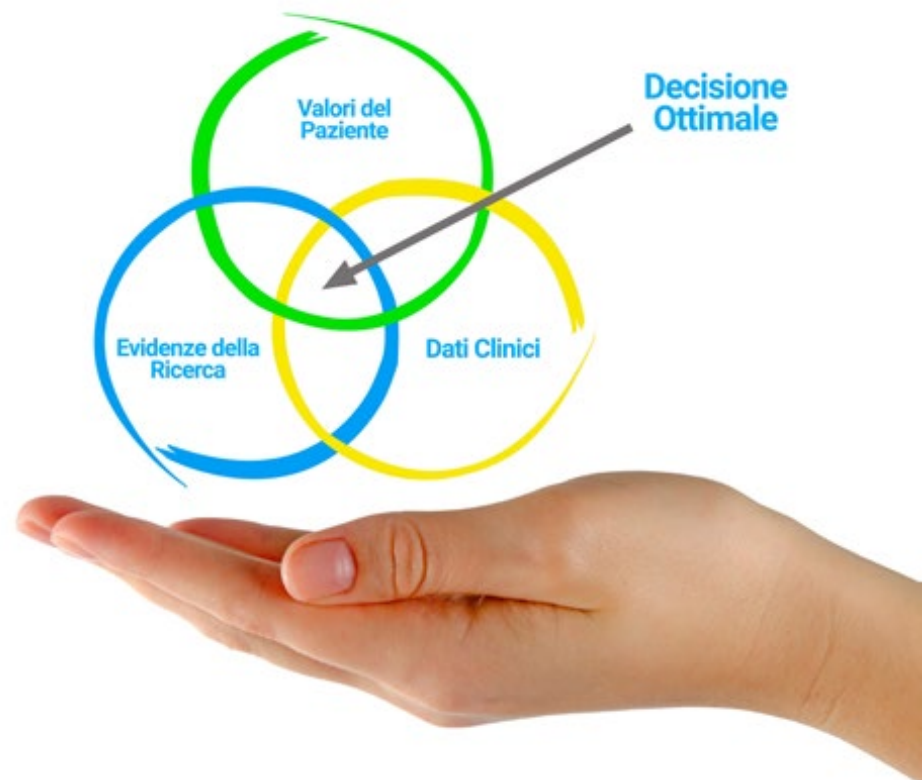 Valori del
Paziente
Decisione
Ottimale
Evidenze della
Ricerca
Dati Clinici